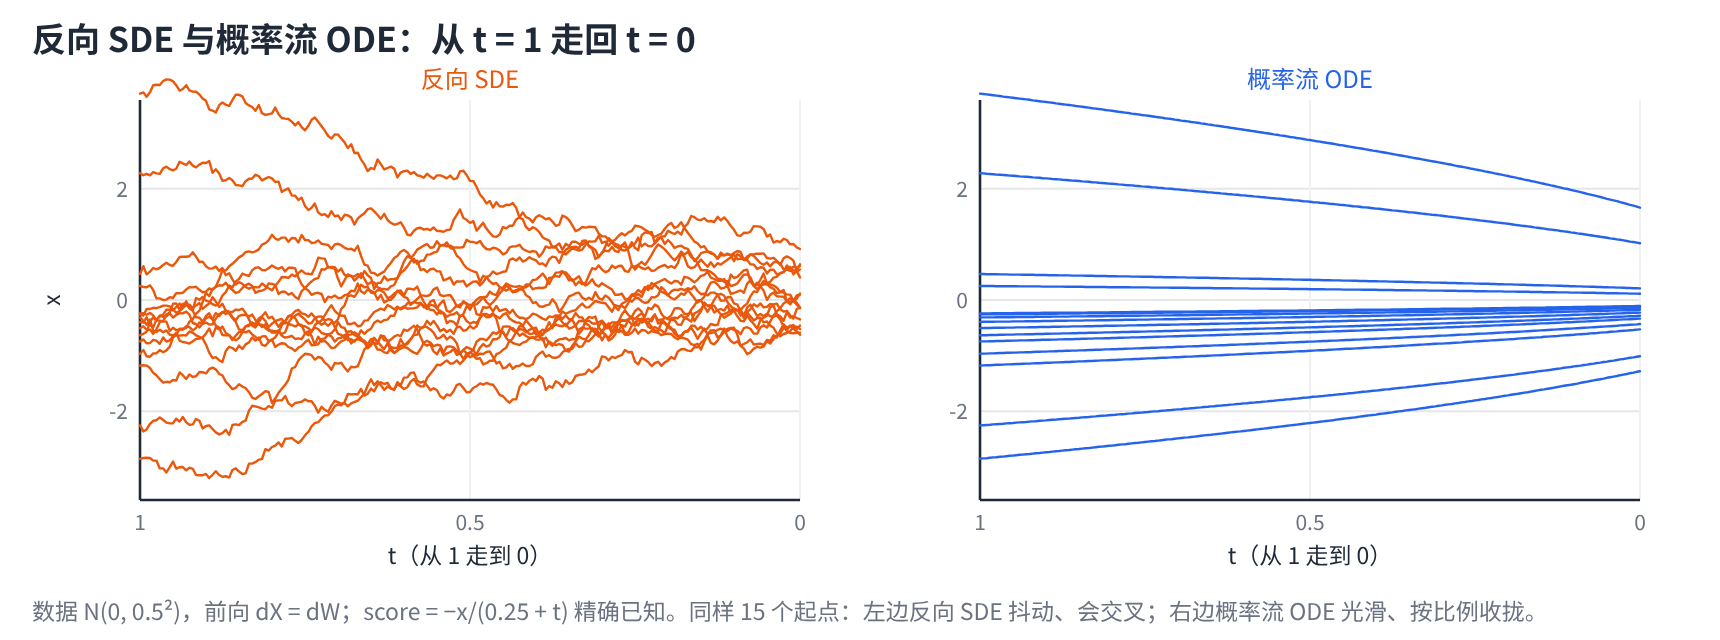 反向 SDE 与概率流 ODE：从 t = 1 走回 t = 0
反向 SDE
概率流 ODE
x
2
0
-2
1
0.5
0
t（从 1 走到 0）
2
0
-2
1
0.5
0
t（从 1 走到 0）
数据 N(0, 0.5²)，前向 dX = dW；score = −x/(0.25 + t) 精确已知。同样 15 个起点：左边反向 SDE 抖动、会交叉；右边概率流 ODE 光滑、按比例收拢。